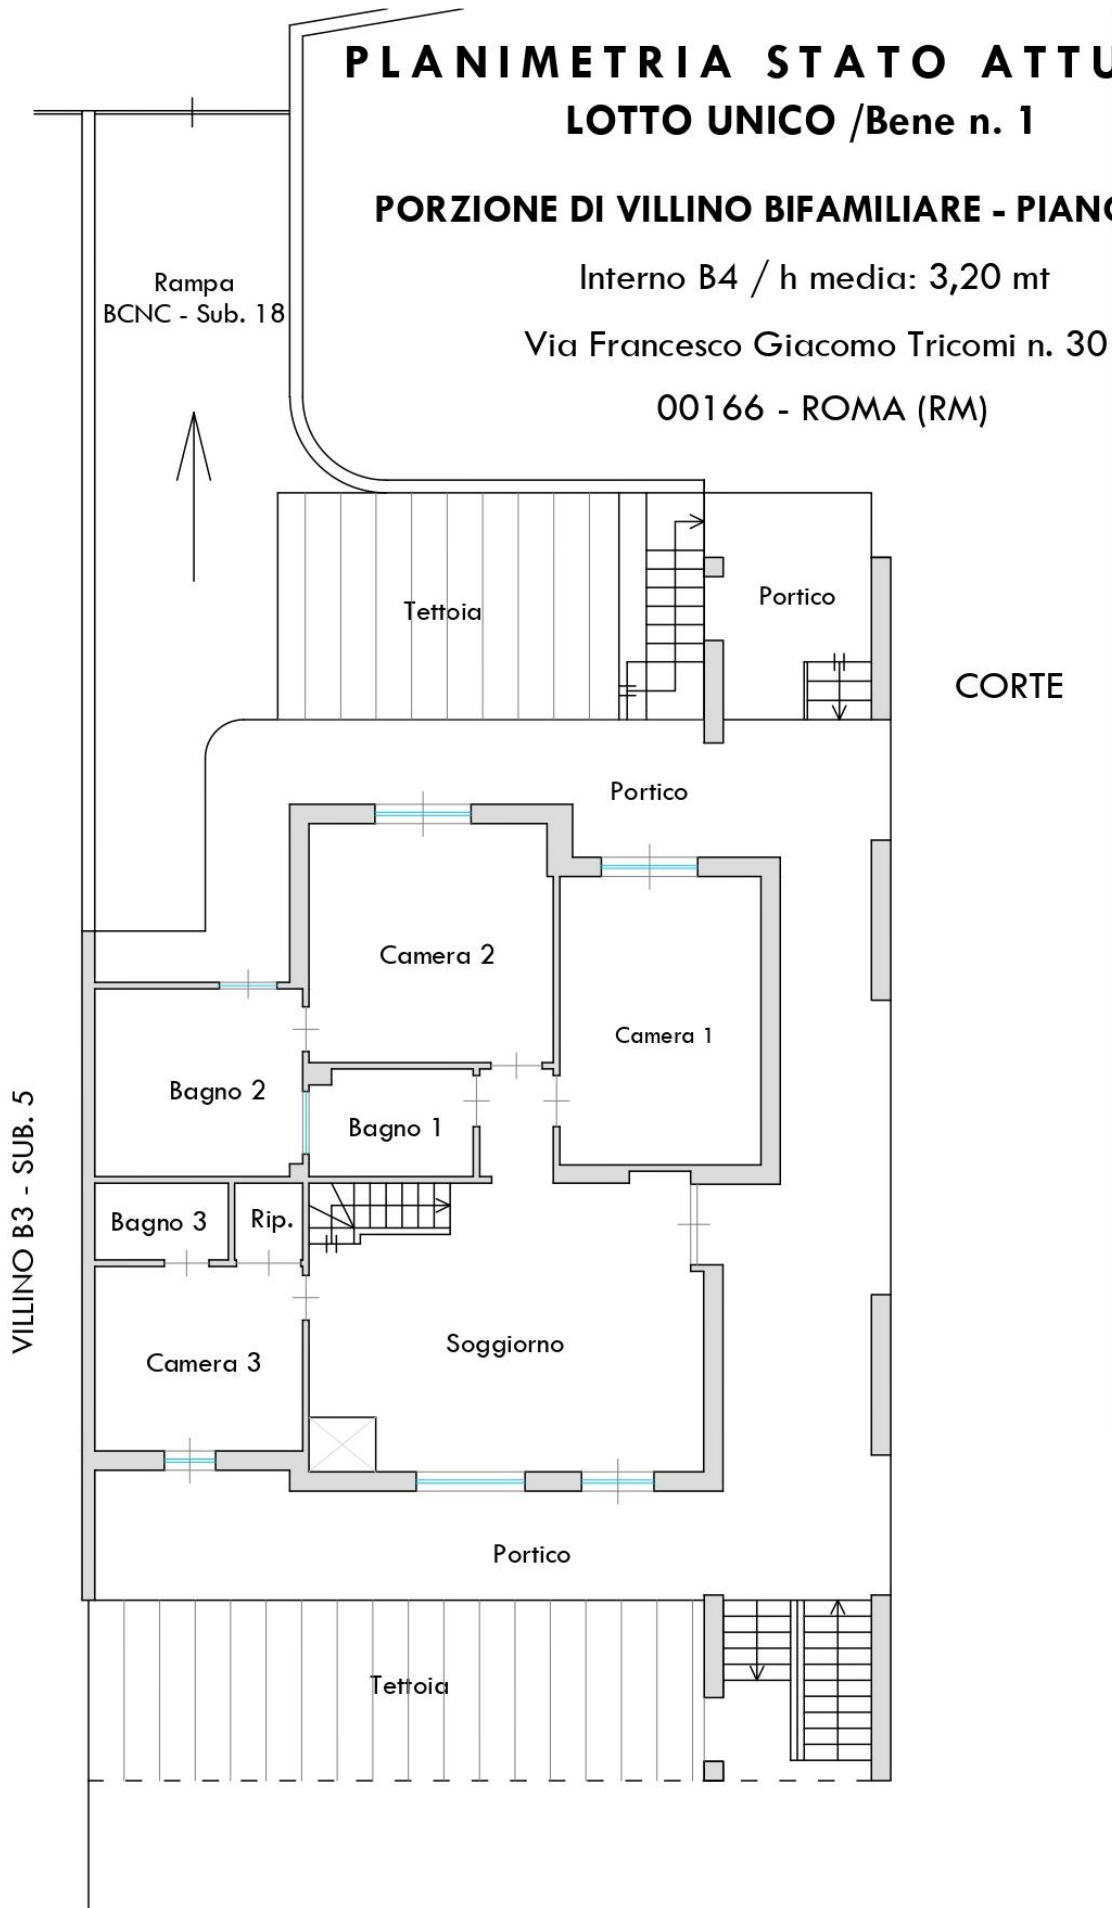 PLANIMETRIA STATO ATTU
LOTTO UNICO /Bene n. 1
PORZIONE DI VILLINO BIFAMILIARE - PIANO
Interno B4 / h media: 3,20 mt
Via Francesco Giacomo Tricomi n. 30
00166 - ROMA (RM)
Rampa
BCNC - Sub. 18
Tettoia
Portico
CORTE
Portico
Camera 2
Camera 1
Bagno 2
Bagno 1
VILLINO B3 - SUB. 5
Bagno 3
Rip.
Soggiorno
Camera 3
Portico
Tettoia